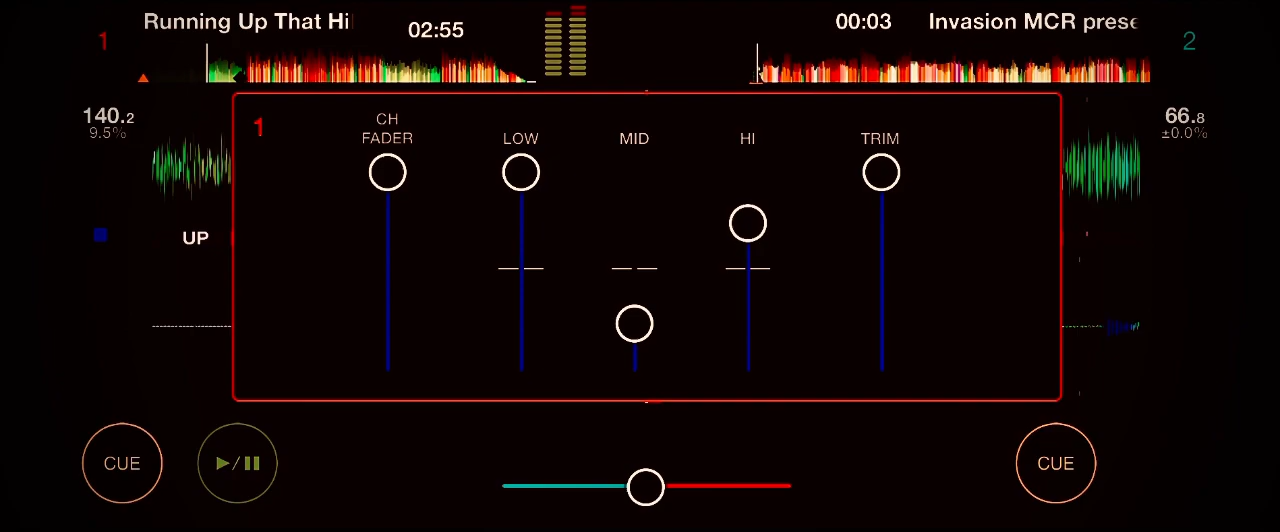 Running Up That Hi
02:55
00:03
Invasion MCR prese
1
2
140.2
9.5%
66.8
±0.0%
1
CH
FADER
LOW
MID
HI
TRIM
UP
CUE
CUE